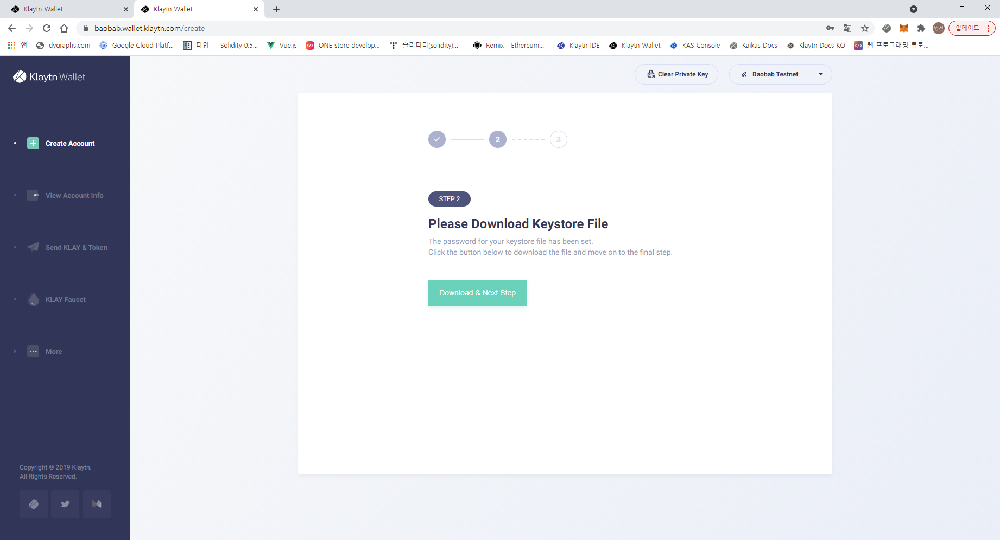 Klaytn Wallet
Klaytn Wallet
baobab.wallet.klaytn.com/create
병선
업데이트
앱
dygraphs.com
Google Cloud Platf...
타입 — Solidity 0.5...
Vue.js
ONE store develop...
솔리디티(solidity)...
Remix - Ethereum...
Klaytn IDE
Klaytn Wallet
KAS Console
Kaikas Docs
Klaytn Docs KO
웹 프로그래밍 튜토...
Klaytn Wallet
Clear Private Key
Baobab Testnet
Create Account
View Account Info
Send KLAY & Token
KLAY Faucet
More
2
3
STEP 2
Please Download Keystore File
The password for your keystore file has been set.
Click the button below to download the file and move on to the final step.
Download & Next Step
Copyright © 2019 Klaytn.
All Rights Reserved.